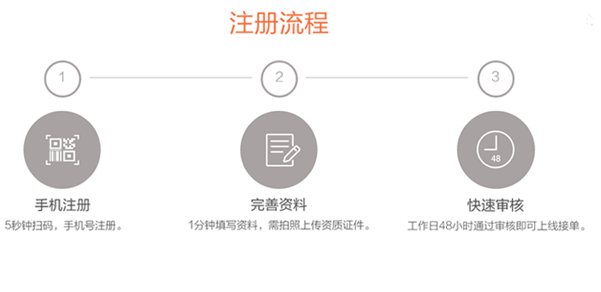 注册流程
1
2
3
48
手机注册
完善资料
快速审核
5秒钟扫码，手机号注册。
1分钟填写资料，需拍照上传资质证件。
工作日48小时通过审核即可上线接单。